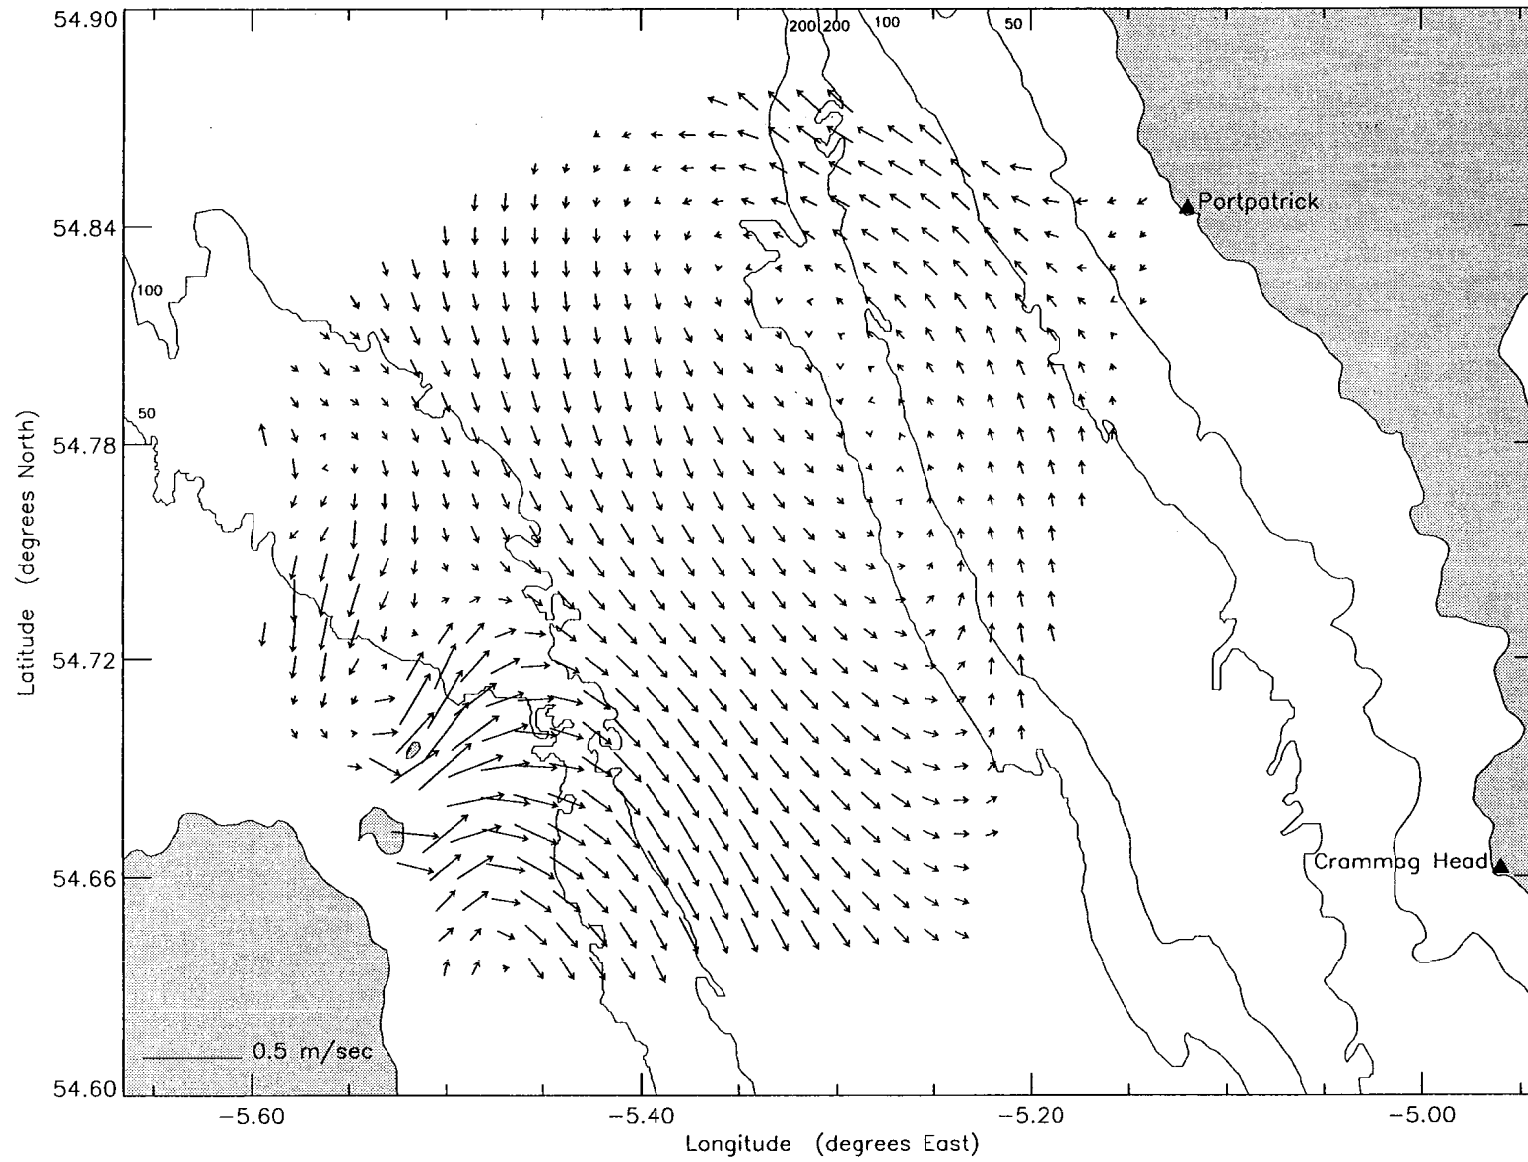 54.90
200 200 100 50
Portpatrick
54.84
100
50
54.78
54.72
Crammag Head
54.66
0.5 m/sec
54.60
−5.60 −5.40 −5.20 −5.00
Longitude (degrees East)
Latitude (degrees North)